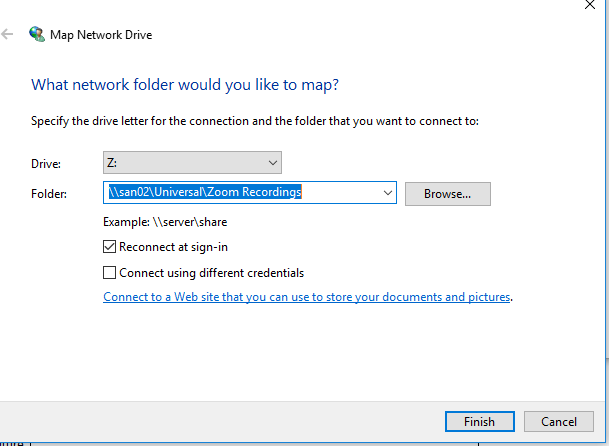 Map Network Drive
What network folder would you like to map?
Specify the drive letter for the connection and the folder that you want to connect to:
Drive: Z:
Folder: \\san02\Universal\Zoom Recordings Browse...
Example: \\server\share
Reconnect at sign-in
Connect using different credentials
Connect to a Web site that you can use to store your documents and pictures.
Finish Cancel